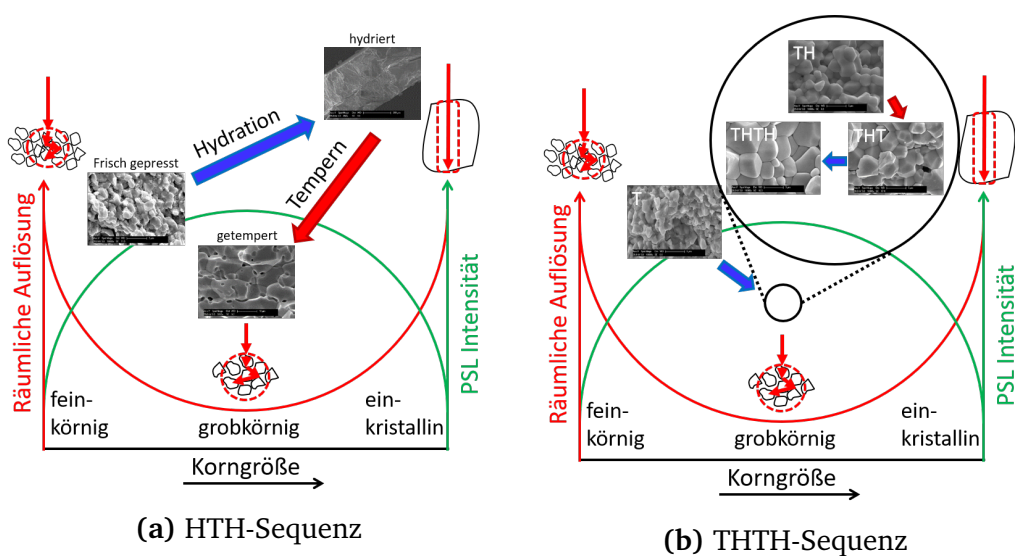 hydriert
Hydration
Frisch gepresst
Tempern
getempert
Räumliche Auflösung
PSL Intensität
fein-
körnig
grobkörnig
ein-
kristallin
Korngröße
(a) HTH-Sequenz
TH
THTH
THT
T
Räumliche Auflösung
PSL Intensität
fein-
körnig
grobkörnig
ein-
kristallin
Korngröße
(b) THTH-Sequenz